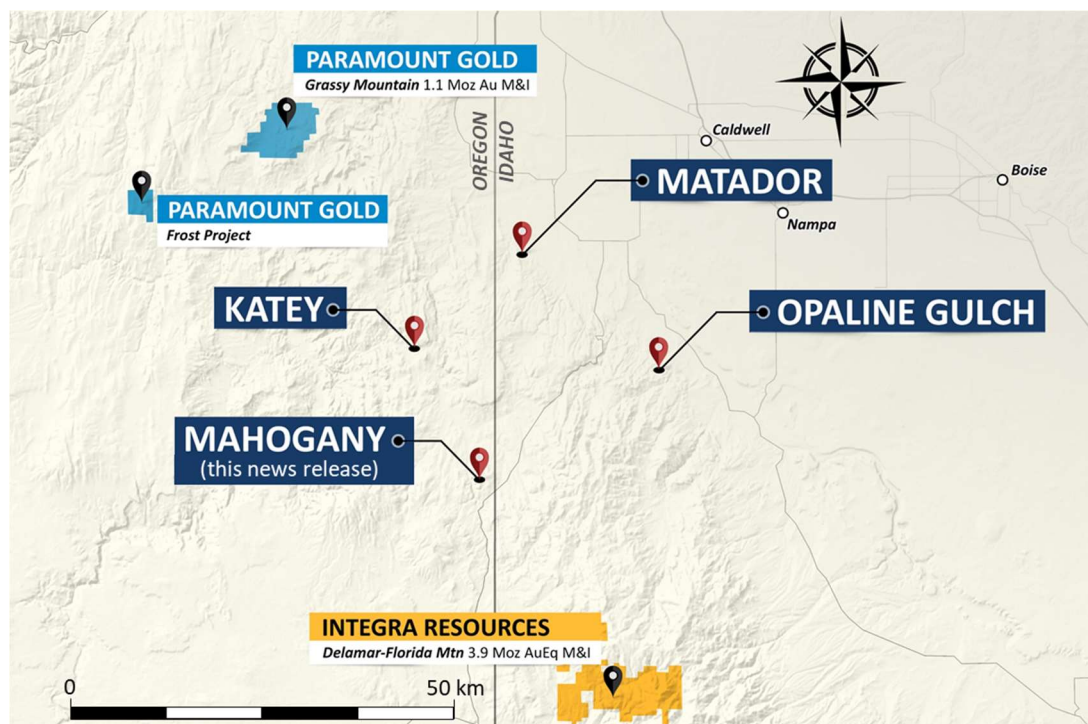 PARAMOUNT GOLD
Grassy Mountain 1.1 Moz Au M&I
OREGON
IDAHO
Caldwell
MATADOR
Boise
PARAMOUNT GOLD
Frost Project
Nampa
KATEY
OPALINE GULCH
MAHOGANY
(this news release)
INTEGRA RESOURCES
Delamar-Florida Mtn 3.9 Moz AuEq M&I
0
50 km